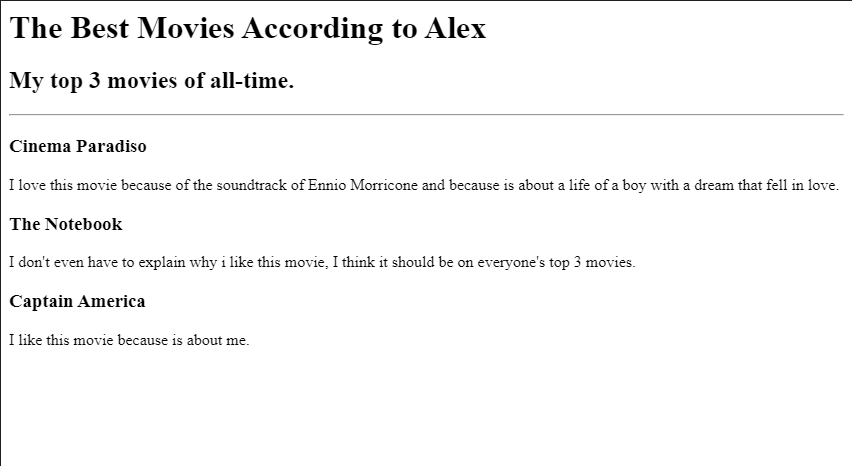 The Best Movies According to Alex
My top 3 movies of all-time.
Cinema Paradiso
I love this movie because of the soundtrack of Ennio Morricone and because is about a life of a boy with a dream that fell in love.
The Notebook
I don't even have to explain why i like this movie, I think it should be on everyone's top 3 movies.
Captain America
I like this movie because is about me.